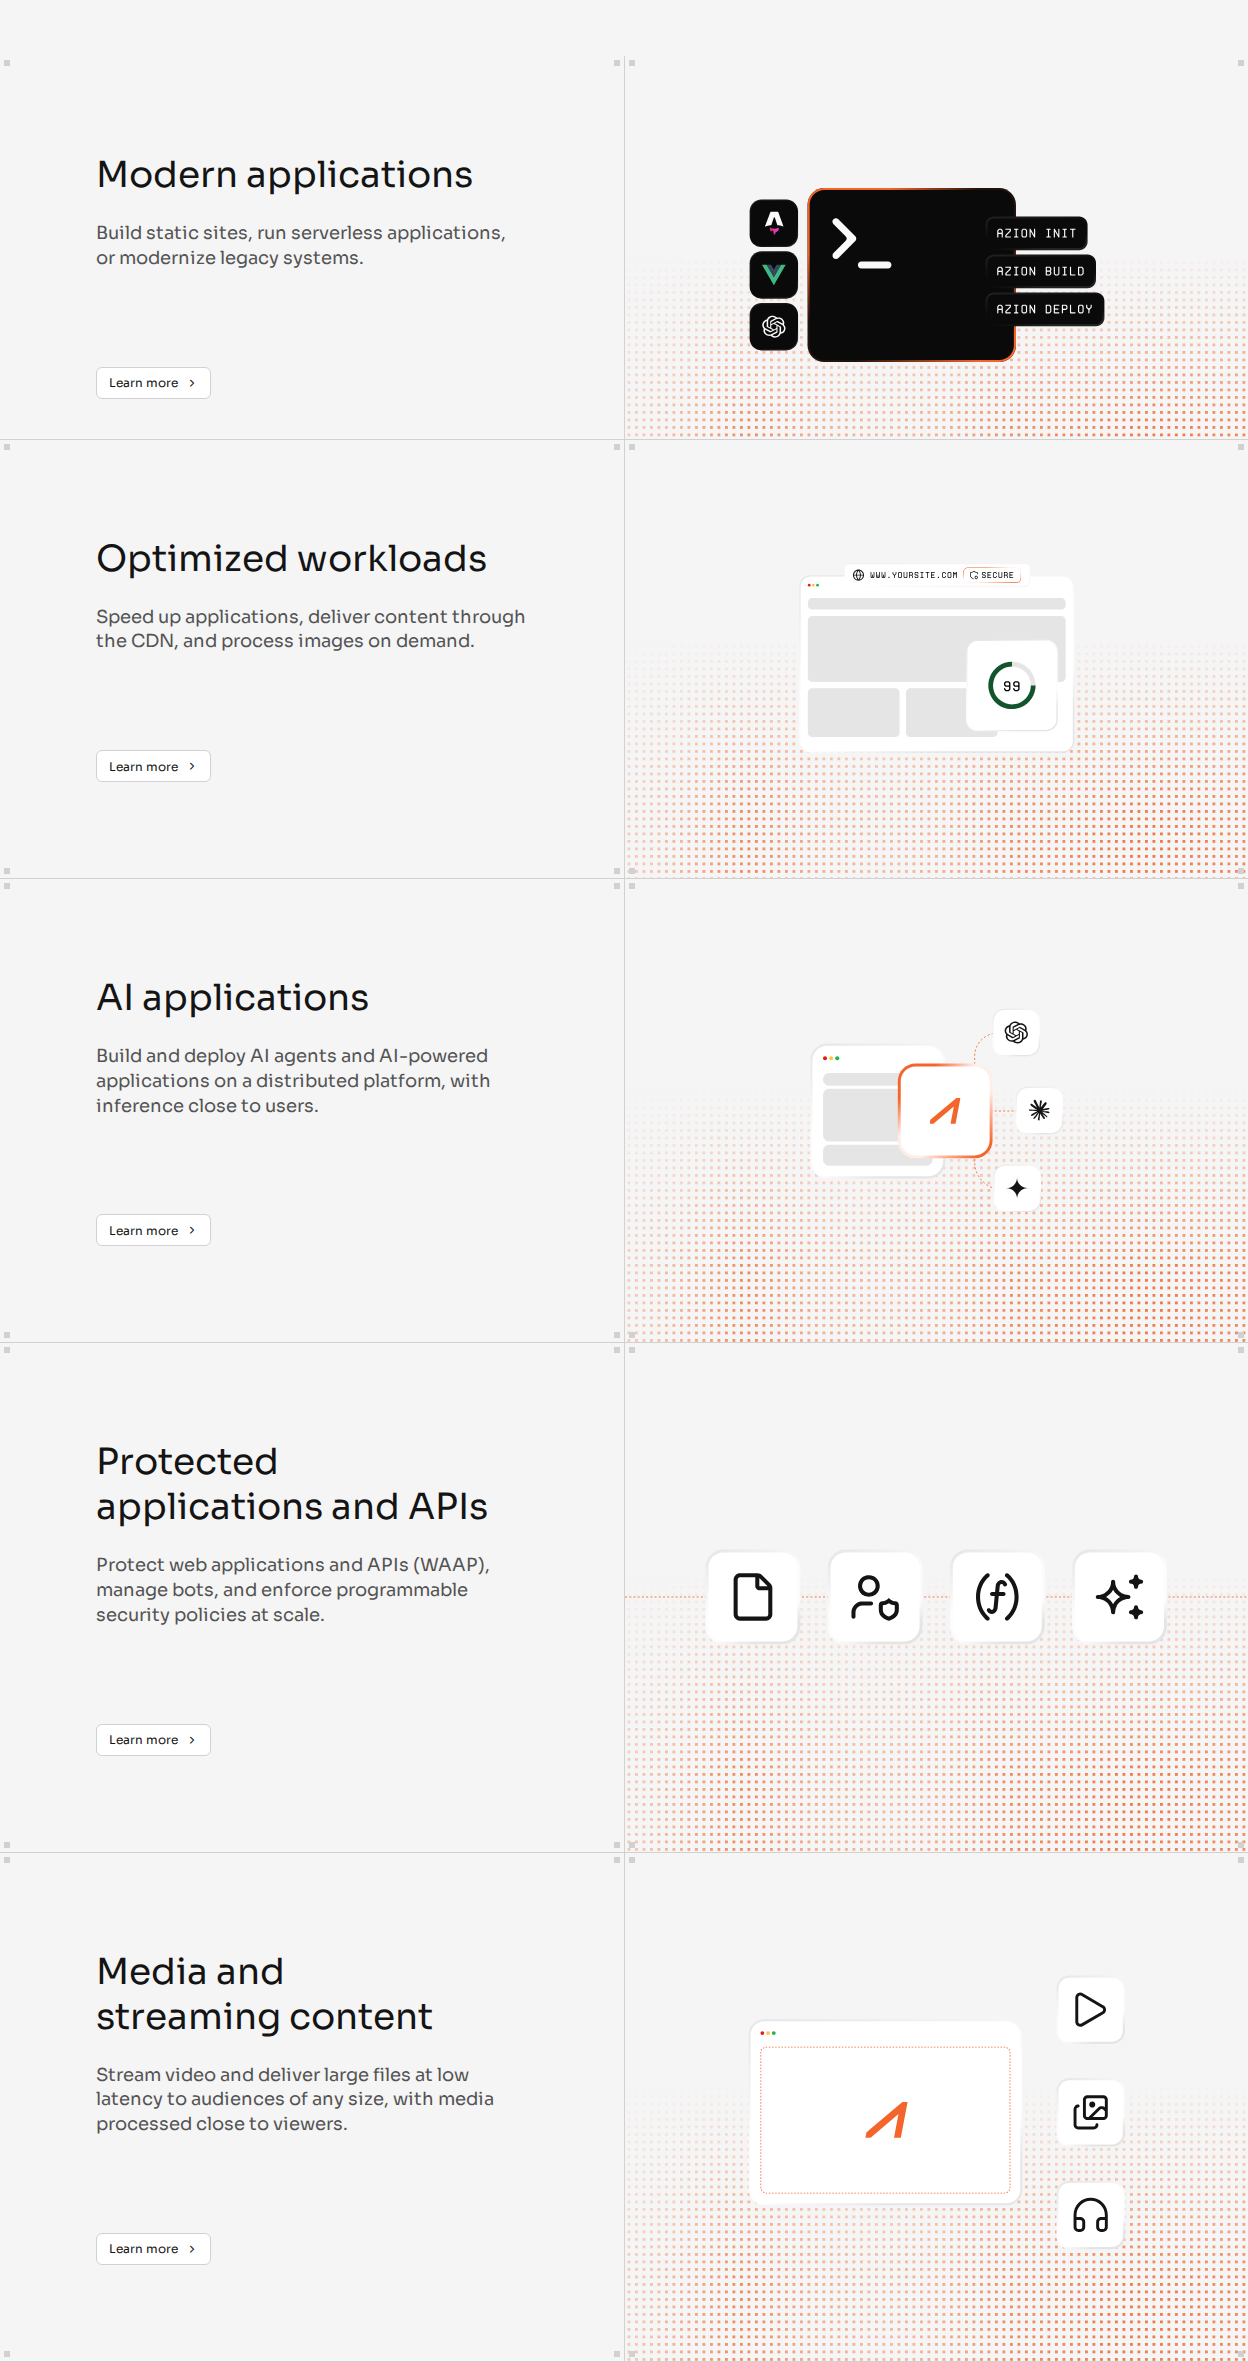 Modern applications
Build static sites, run serverless applications,
or modernize legacy systems.
Learn more
AZION INIT
AZION BUILD
AZION DEPLOY
Optimized workloads
Speed up applications, deliver content through
the CDN, and process images on demand.
Learn more
WWW.YOURSITE.COM SECURE
99
AI applications
Build and deploy AI agents and AI-powered
applications on a distributed platform, with
inference close to users.
Learn more
Protected
applications and APIs
Protect web applications and APIs (WAAP),
manage bots, and enforce programmable
security policies at scale.
Learn more
Media and
streaming content
Stream video and deliver large files at low
latency to audiences of any size, with media
processed close to viewers.
Learn more